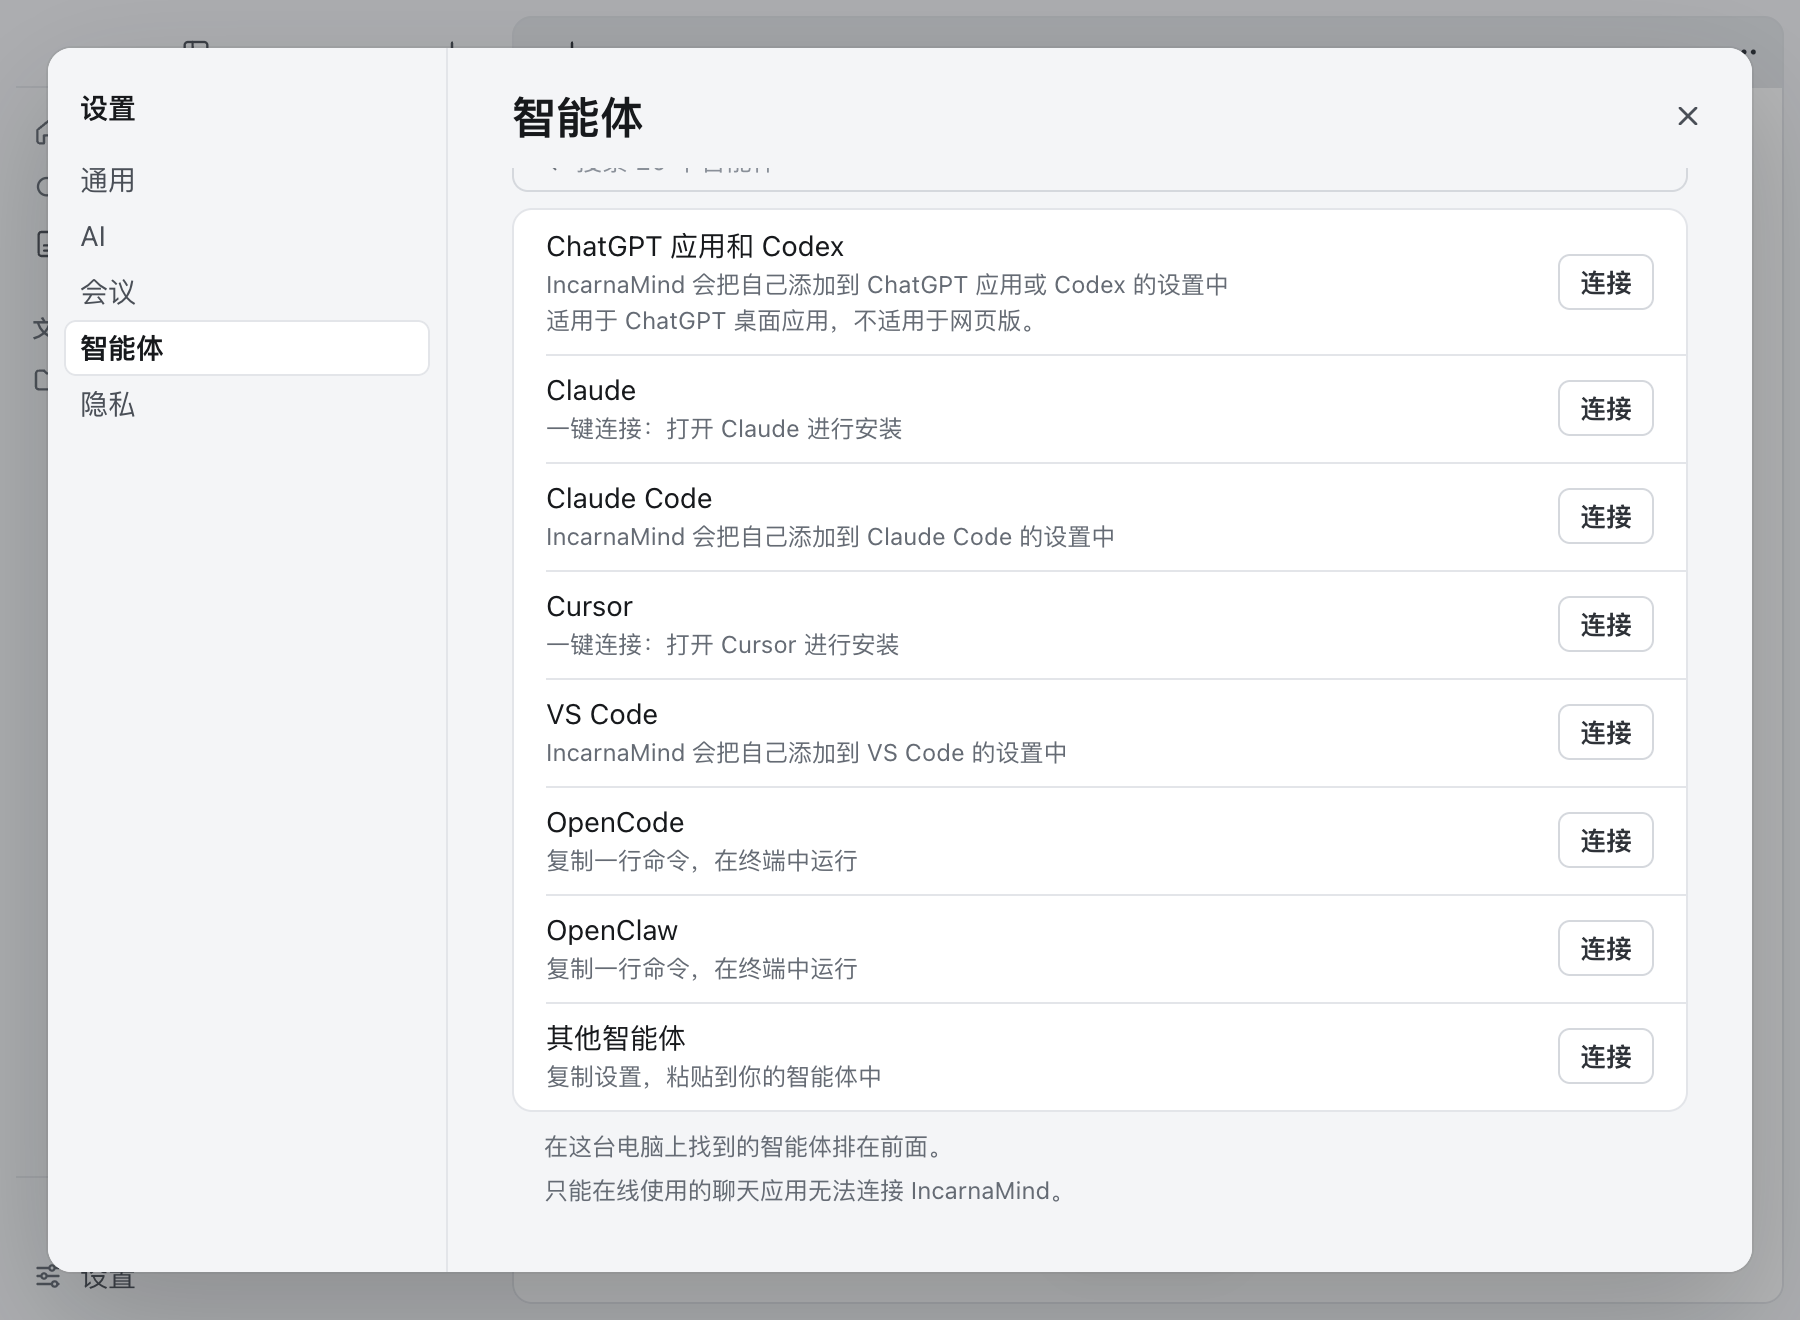 设置
通用
AI
会议
智能体
隐私
智能体
ChatGPT 应用和 Codex
IncarnaMind 会把自己添加到 ChatGPT 应用或 Codex 的设置中
适用于 ChatGPT 桌面应用，不适用于网页版。
连接
Claude
一键连接：打开 Claude 进行安装
连接
Claude Code
IncarnaMind 会把自己添加到 Claude Code 的设置中
连接
Cursor
一键连接：打开 Cursor 进行安装
连接
VS Code
IncarnaMind 会把自己添加到 VS Code 的设置中
连接
OpenCode
复制一行命令，在终端中运行
连接
OpenClaw
复制一行命令，在终端中运行
连接
其他智能体
复制设置，粘贴到你的智能体中
连接
在这台电脑上找到的智能体排在前面。
只能在线使用的聊天应用无法连接 IncarnaMind。
设置